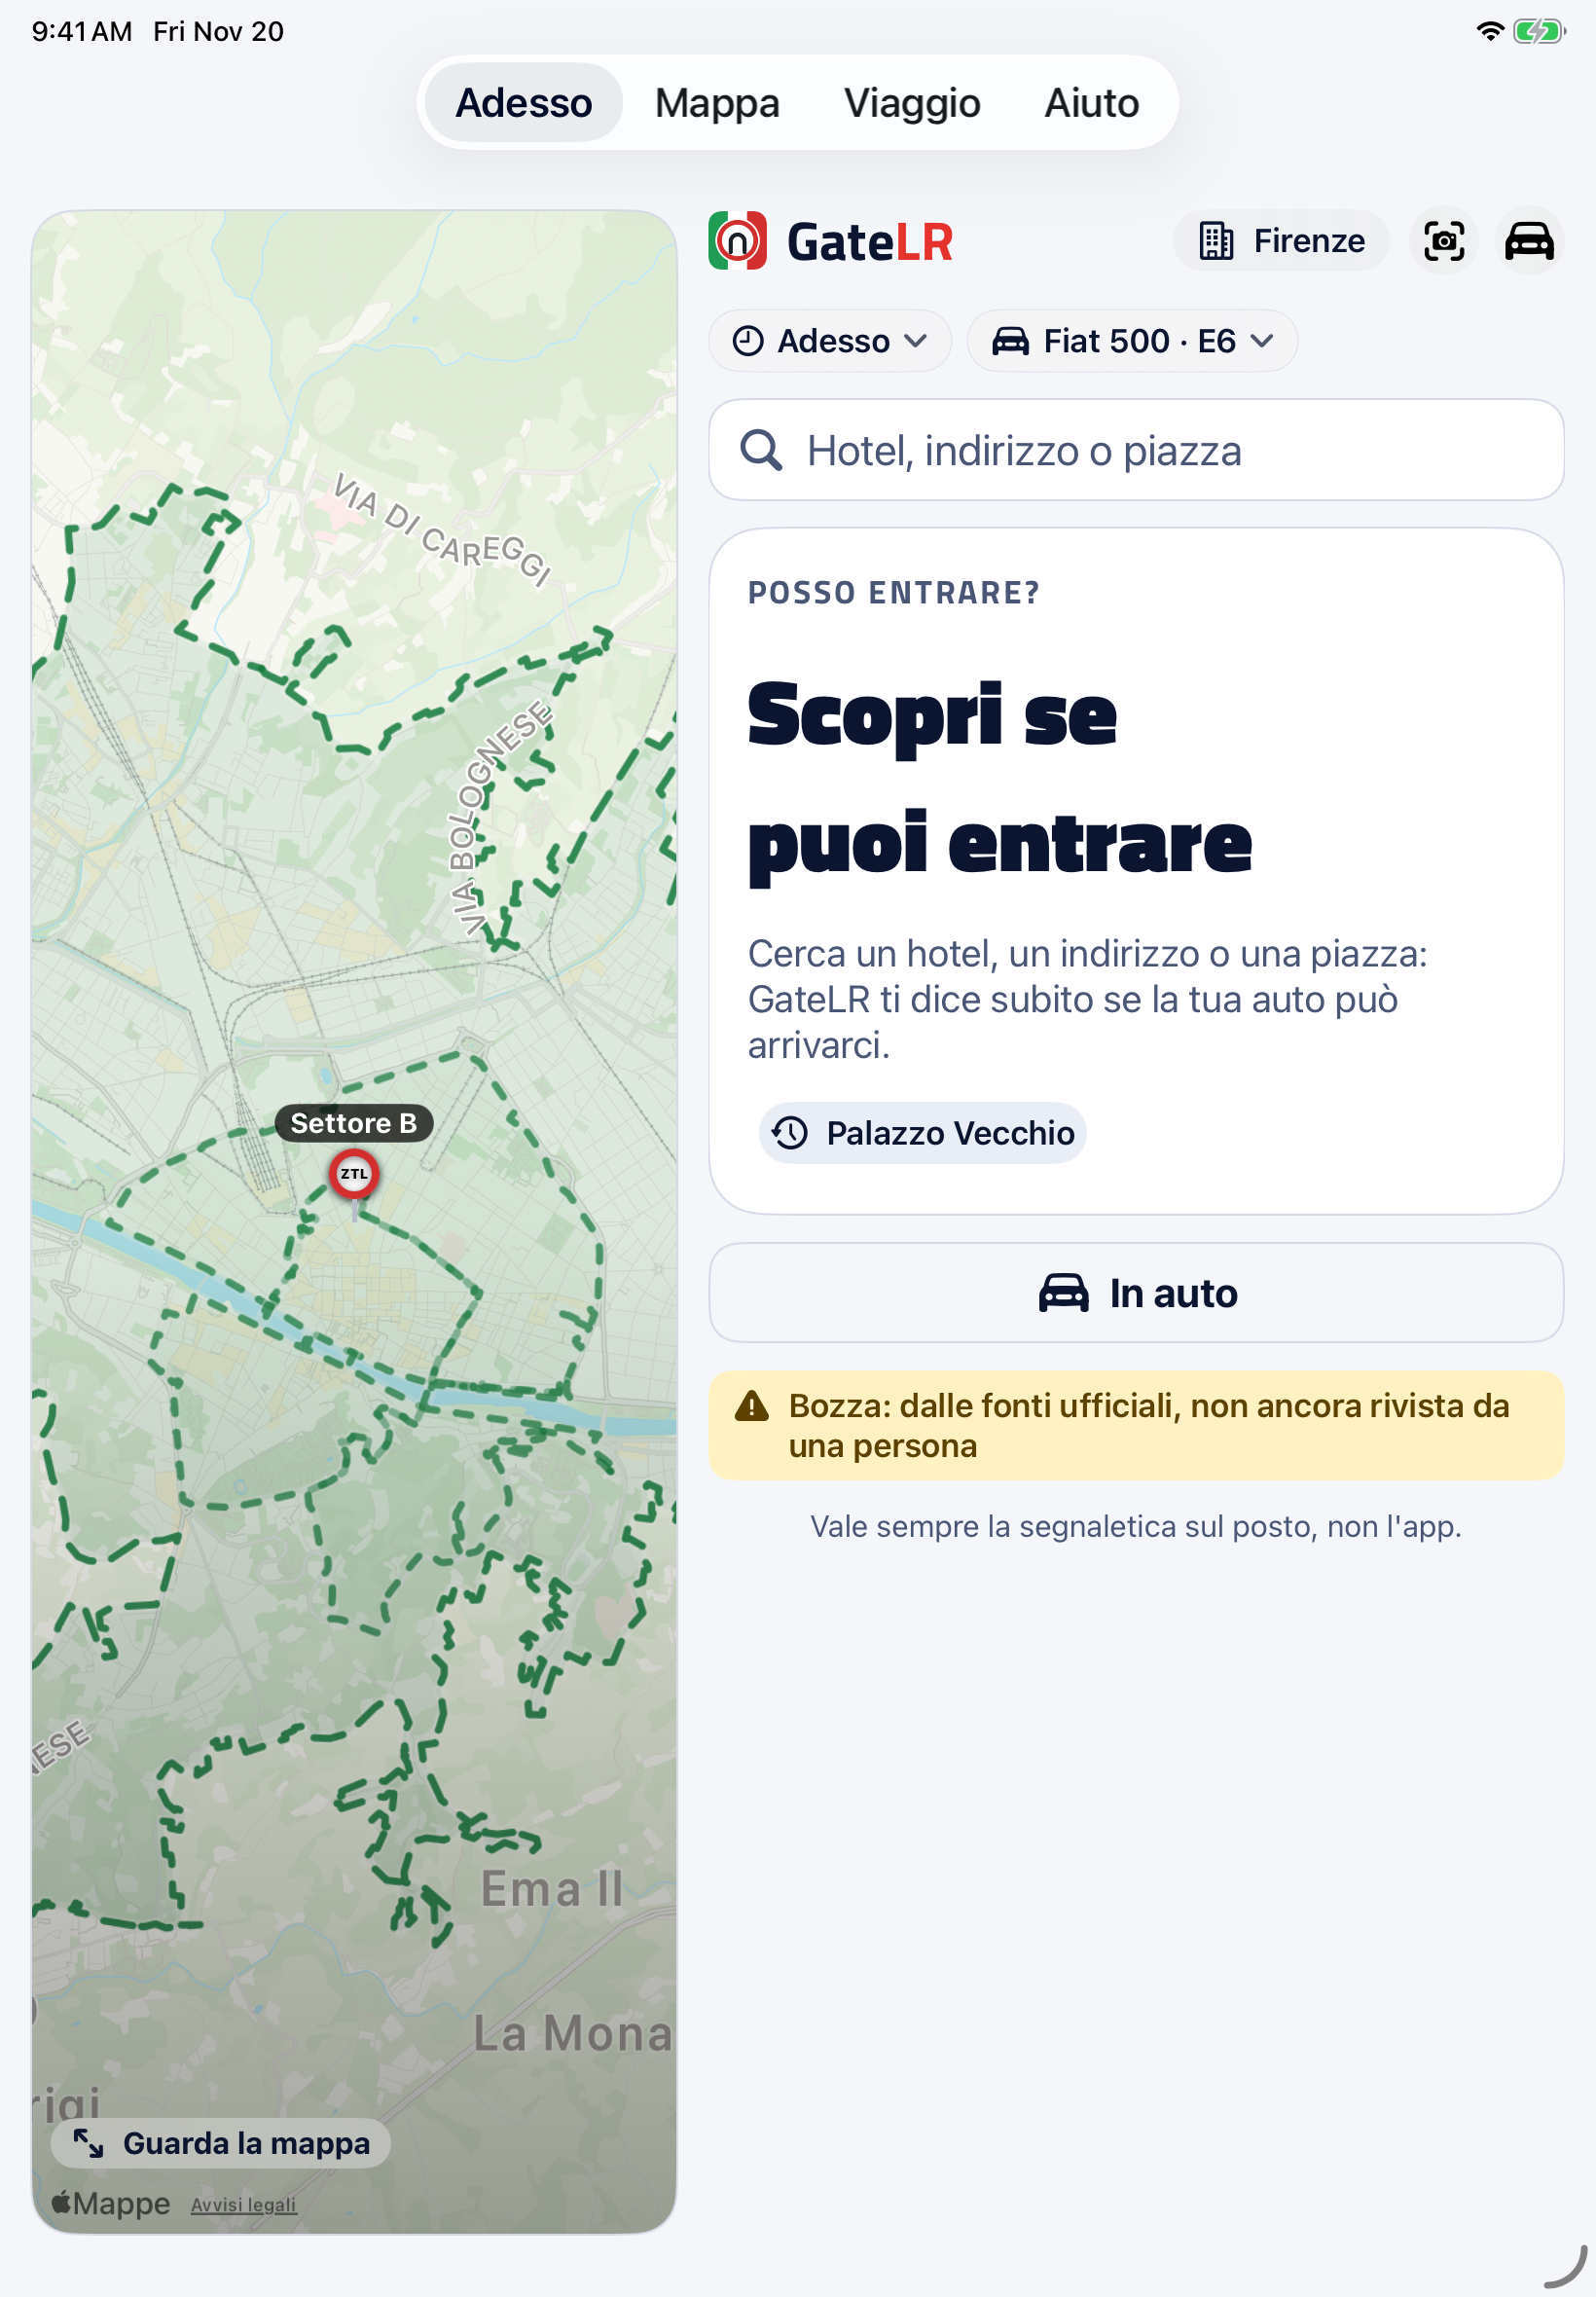 9:41 AM Fri Nov 20
Adesso Mappa Viaggio Aiuto
VIA DI CAREGGI
VIA BOLOGNESE
Settore B
ZTL
Ema II
La Mona
Guarda la mappa
Mappe Avvisi legali
GateLR
Firenze
Adesso Fiat 500 · E6
Hotel, indirizzo o piazza
POSSO ENTRARE?
Scopri se
puoi entrare
Cerca un hotel, un indirizzo o una piazza:
GateLR ti dice subito se la tua auto può
arrivarci.
Palazzo Vecchio
In auto
Bozza: dalle fonti ufficiali, non ancora rivista da
una persona
Vale sempre la segnaletica sul posto, non l'app.